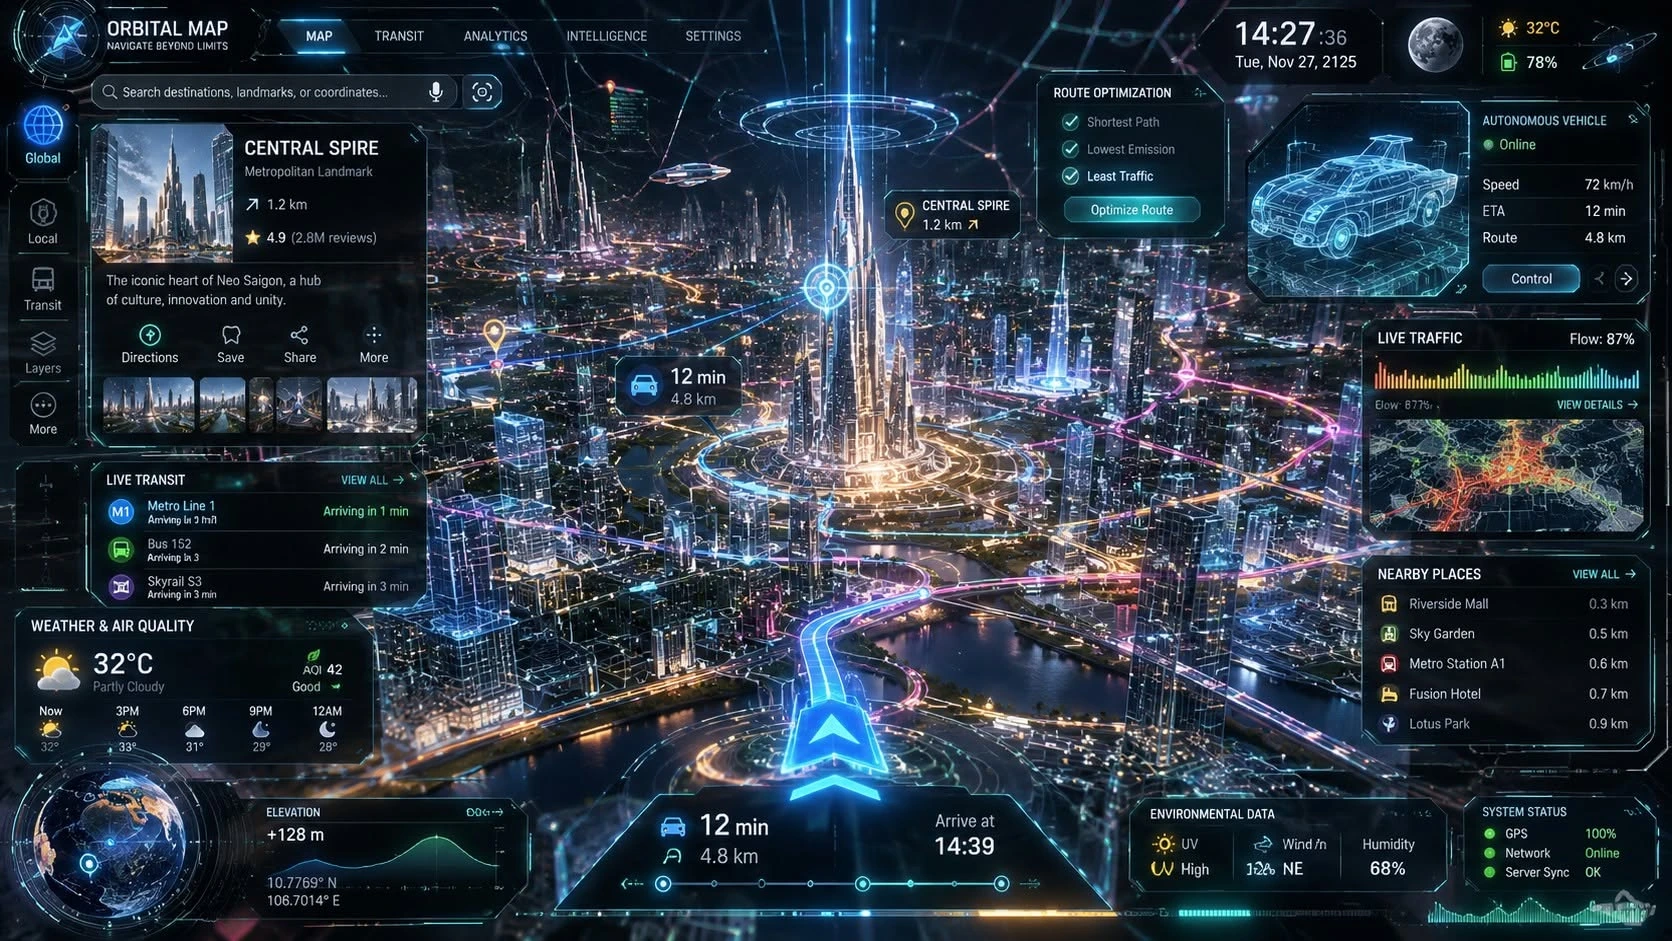 ORBITAL MAP
NAVIGATE BEYOND LIMITS
MAP
TRANSIT
ANALYTICS
INTELLIGENCE
SETTINGS
14:27:36
Tue, Nov 27, 2125
32°C
78%
Search destinations, landmarks, or coordinates...
Global
Local
Transit
Layers
More
CENTRAL SPIRE
Metropolitan Landmark
1.2 km
4.9 (2.8M reviews)
The iconic heart of Neo Saigon, a hub
of culture, innovation and unity.
Directions
Save
Share
More
LIVE TRANSIT
VIEW ALL →
M1
Metro Line 1
Arriving in 1 min
Bus 152
Arriving in 3
Arriving in 2 min
Skyrail S3
Arriving in 3 min
Arriving in 3 min
WEATHER & AIR QUALITY
32°C
Partly Cloudy
AQI 42
Good
Now
3PM
6PM
9PM
12AM
32°
33°
31°
29°
28°
ELEVATION
+128 m
10.7769° N
106.7014° E
CENTRAL SPIRE
1.2 km
12 min
4.8 km
12 min
4.8 km
Arrive at
14:39
ROUTE OPTIMIZATION
Shortest Path
Lowest Emission
Least Traffic
Optimize Route
AUTONOMOUS VEHICLE
Online
Speed 72 km/h
ETA 12 min
Route 4.8 km
Control
LIVE TRAFFIC
Flow: 87%
VIEW DETAILS →
NEARBY PLACES
VIEW ALL →
Riverside Mall 0.3 km
Sky Garden 0.5 km
Metro Station A1 0.6 km
Fusion Hotel 0.7 km
Lotus Park 0.9 km
ENVIRONMENTAL DATA
UV
High
Wind
NE
Humidity
68%
SYSTEM STATUS
GPS 100%
Network Online
Server Sync OK